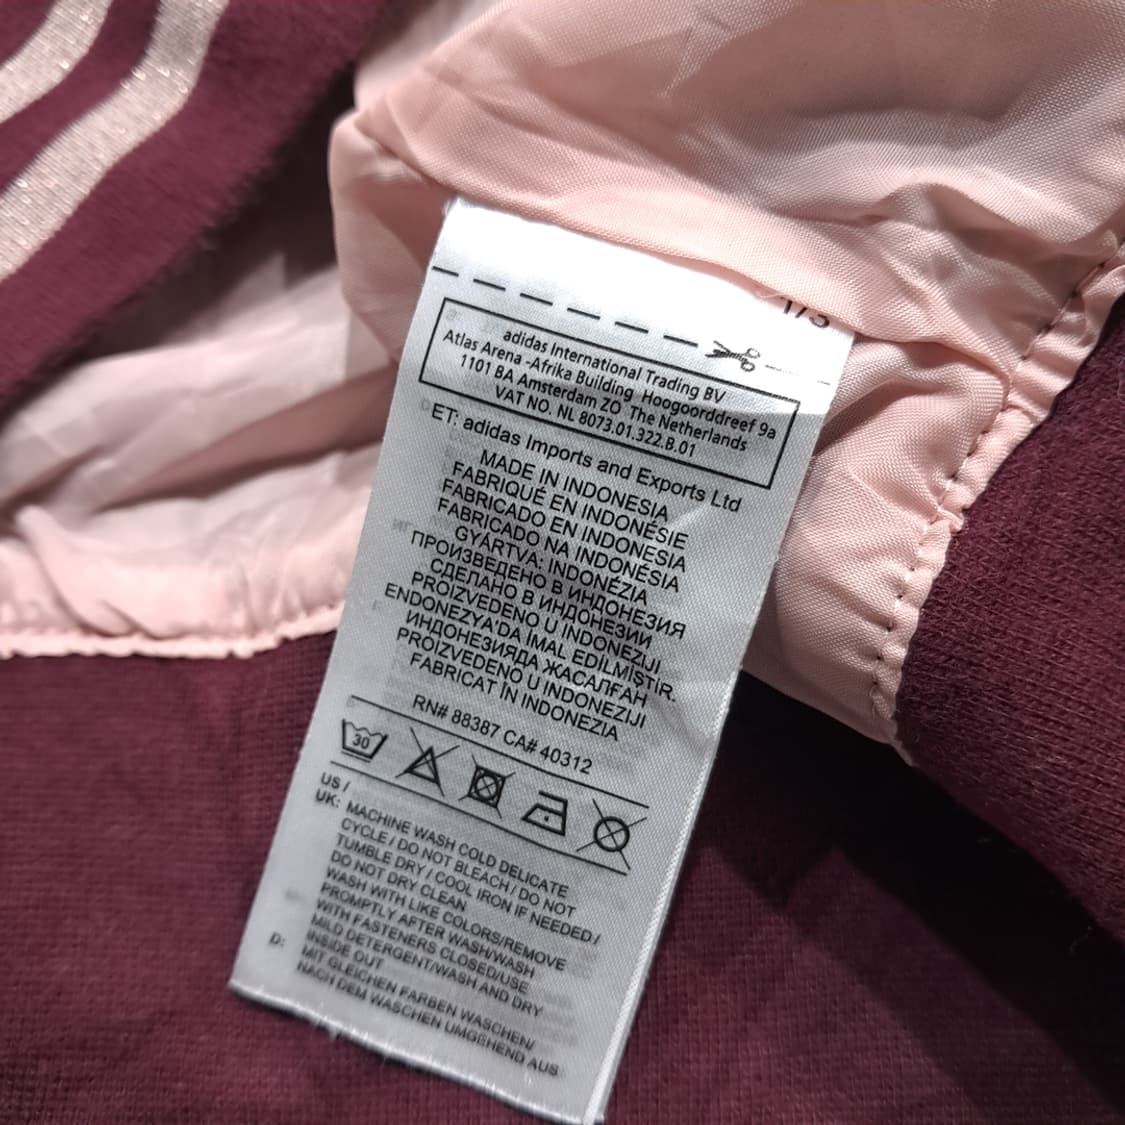 1/3
adidas International Trading BV
Atlas Arena -Afrika Building, Hoogoorddreef 9a
1101 BA Amsterdam ZO The Netherlands
VAT NO. NL 8073.01.322.B.01
ET: adidas Imports and Exports Ltd
MADE IN INDONESIA
FABRIQUÉ EN INDONÉSIE
FABRICADO EN INDONESIA
FABRICADO NA INDONÉSIA
GYÁRTVA: INDONÉZIA
ПРОИЗВЕДЕНО В ИНДОНЕЗИЯ
СДЕЛАНО В ИНДОНЕЗИИ
PROIZVEDENO U INDONEZIJI
ENDONEZYA'DA İMAL EDİLMİSTİR.
ИНДОНЕЗИЯДА ЖАСАЛҒАН
PROIZVEDENO U INDONEZIJI
FABRICAT ÎN INDONEZIA
RN# 88387 CA# 40312
30
US /
UK: MACHINE WASH COLD DELICATE
CYCLE / DO NOT BLEACH / DO NOT
TUMBLE DRY / COOL IRON IF NEEDED /
DO NOT DRY CLEAN
WASH WITH LIKE COLORS/REMOVE
PROMPTLY AFTER WASH/WASH
WITH FASTENERS CLOSED/USE
MILD DETERGENT/WASH AND DRY
INSIDE OUT
D: MIT GLEICHEN FARBEN WASCHEN/
NACH DEM WASCHEN UMGEHEND AUS